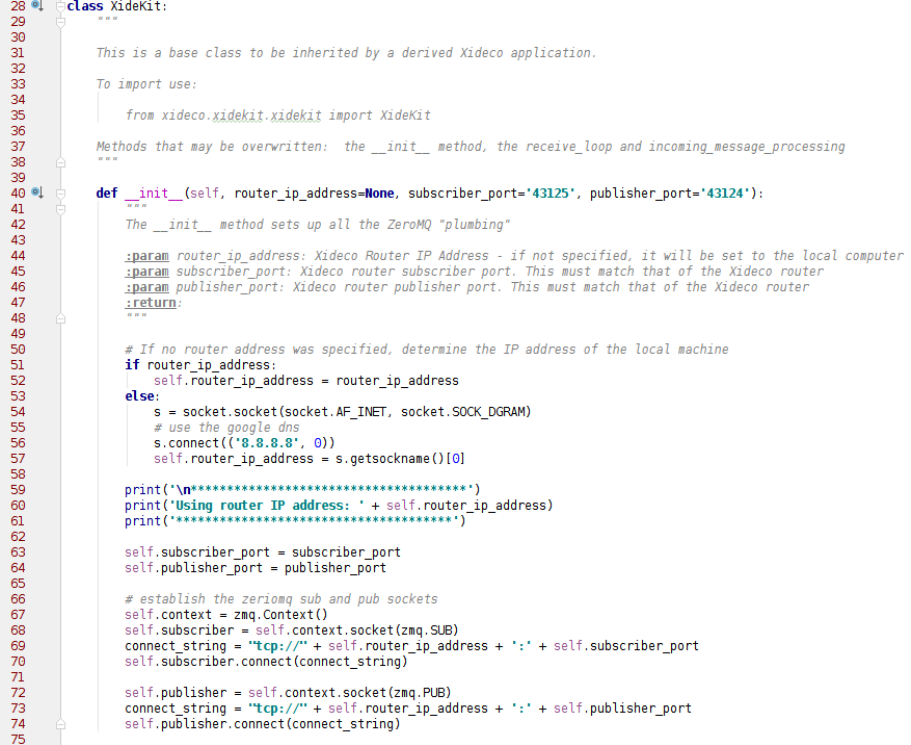 28 class XideKit:
29     """
30
31     This is a base class to be inherited by a derived Xideco application.
32
33     To import use:
34
35         from xideco.xidekit.xidekit import XideKit
36
37     Methods that may be overwritten:  the __init__ method, the receive_loop and incoming_message_processing
38     """
39
40     def __init__(self, router_ip_address=None, subscriber_port='43125', publisher_port='43124'):
41         """
42         The __init__ method sets up all the ZeroMQ "plumbing"
43
44         :param router_ip_address: Xideco Router IP Address - if not specified, it will be set to the local computer
45         :param subscriber_port: Xideco router subscriber port. This must match that of the Xideco router
46         :param publisher_port: Xideco router publisher port. This must match that of the Xideco router
47         :return:
48         """
49
50         # If no router address was specified, determine the IP address of the local machine
51         if router_ip_address:
52             self.router_ip_address = router_ip_address
53         else:
54             s = socket.socket(socket.AF_INET, socket.SOCK_DGRAM)
55             # use the google dns
56             s.connect(('8.8.8.8', 0))
57             self.router_ip_address = s.getsockname()[0]
58
59         print('\n**************************************')
60         print('Using router IP address: ' + self.router_ip_address)
61         print('**************************************')
62
63         self.subscriber_port = subscriber_port
64         self.publisher_port = publisher_port
65
66         # establish the zeriomq sub and pub sockets
67         self.context = zmq.Context()
68         self.subscriber = self.context.socket(zmq.SUB)
69         connect_string = "tcp://" + self.router_ip_address + ':' + self.subscriber_port
70         self.subscriber.connect(connect_string)
71
72         self.publisher = self.context.socket(zmq.PUB)
73         connect_string = "tcp://" + self.router_ip_address + ':' + self.publisher_port
74         self.publisher.connect(connect_string)
75